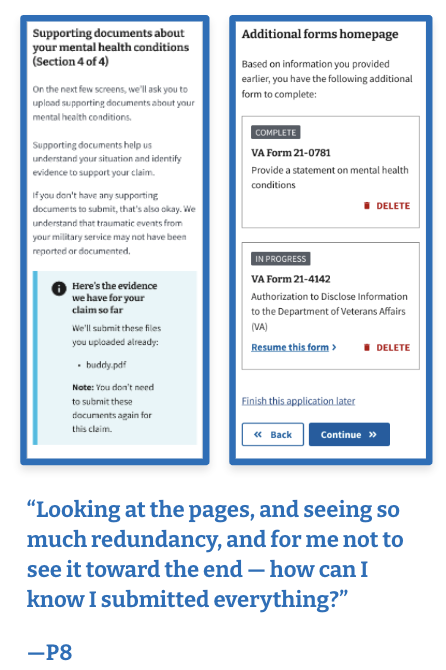 Supporting documents about
your mental health conditions
(Section 4 of 4)
On the next few screens, we'll ask you to
upload supporting documents about your
mental health conditions.
Supporting documents help us
understand your situation and identify
evidence to support your claim.
If you don't have any supporting
documents to submit, that's also okay. We
understand that traumatic events from
your military service may not have been
reported or documented.
Here's the evidence
we have for your
claim so far
We'll submit these files
you uploaded already:
• buddy.pdf
Note: You don't need
to submit these
documents again for
this claim.
Additional forms homepage
Based on information you provided
earlier, you have the following additional
form to complete:
COMPLETE
VA Form 21-0781
Provide a statement on mental health
conditions
DELETE
IN PROGRESS
VA Form 21-4142
Authorization to Disclose Information
to the Department of Veterans Affairs
(VA)
Resume this form >
DELETE
Finish this application later
« Back
Continue »
“Looking at the pages, and seeing so
much redundancy, and for me not to
see it toward the end — how can I
know I submitted everything?”
—P8